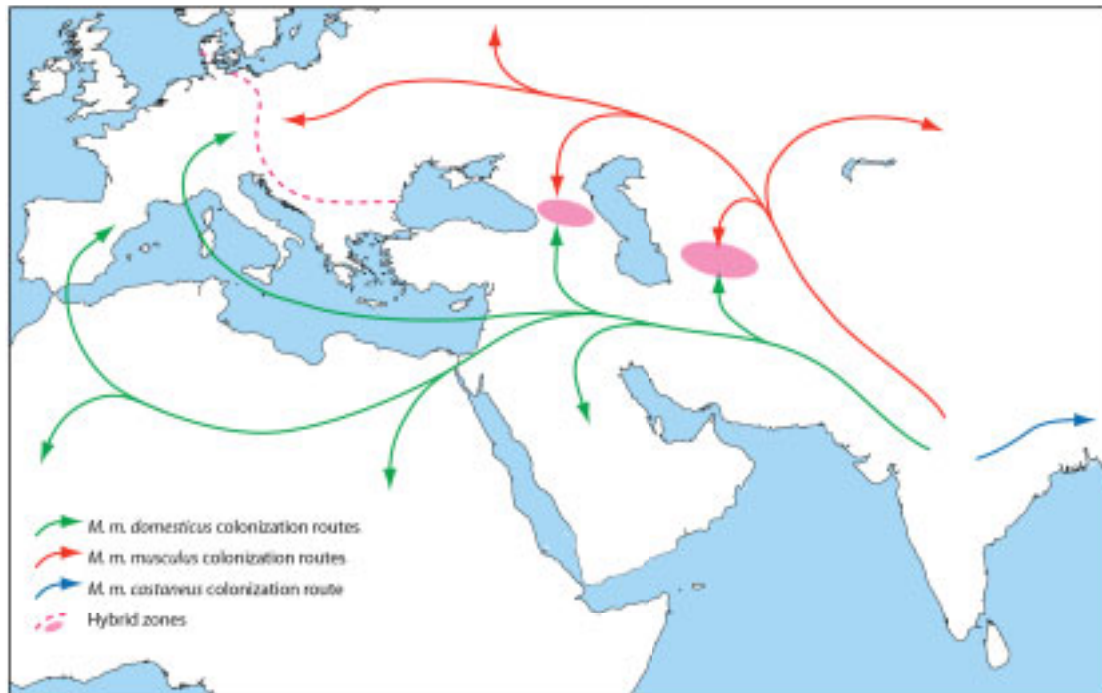 M. m. domesticus colonization routes
M. m. musculus colonization routes
M. m. castaneus colonization route
Hybrid zones